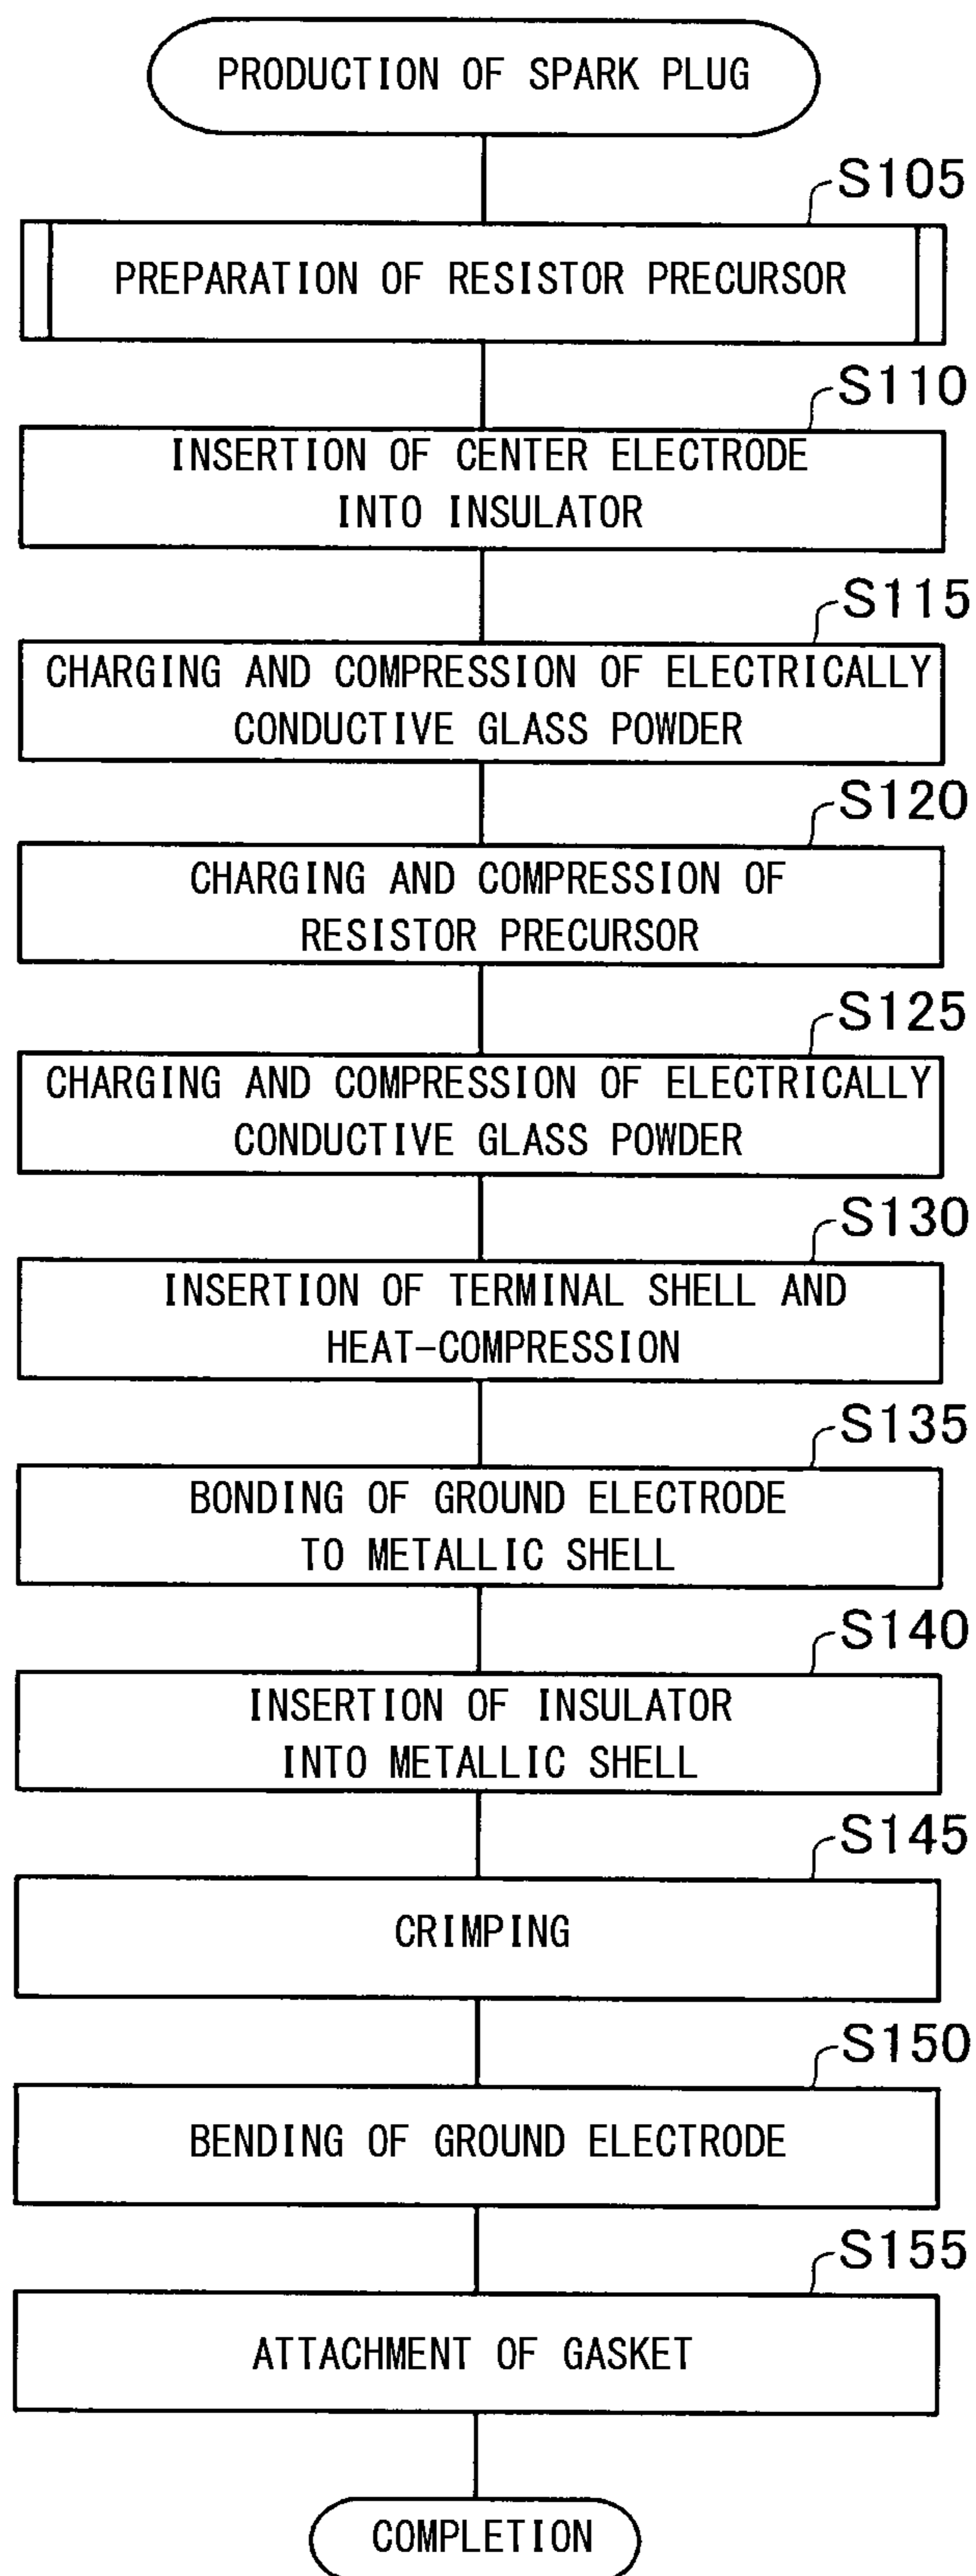 PRODUCTION OF SPARK PLUG
S105
PREPARATION OF RESISTOR PRECURSOR
S110
INSERTION OF CENTER ELECTRODE
INTO INSULATOR
S115
CHARGING AND COMPRESSION OF ELECTRICALLY
CONDUCTIVE GLASS POWDER
S120
CHARGING AND COMPRESSION OF
RESISTOR PRECURSOR
S125
CHARGING AND COMPRESSION OF ELECTRICALLY
CONDUCTIVE GLASS POWDER
S130
INSERTION OF TERMINAL SHELL AND
HEAT-COMPRESSION
S135
BONDING OF GROUND ELECTRODE
TO METALLIC SHELL
S140
INSERTION OF INSULATOR
INTO METALLIC SHELL
S145
CRIMPING
S150
BENDING OF GROUND ELECTRODE
S155
ATTACHMENT OF GASKET
COMPLETION